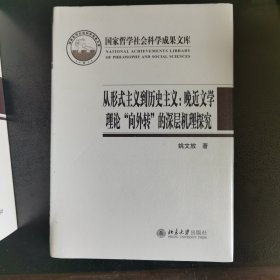 国家哲学社会科学成果文库
NATIONAL ACHIEVEMENTS LIBRARY
OF PHILOSOPHY AND SOCIAL SCIENCES
从形式主义到历史主义：晚近文学
理论“向外转”的深层机理探究
姚文放 著
北京大学出版社